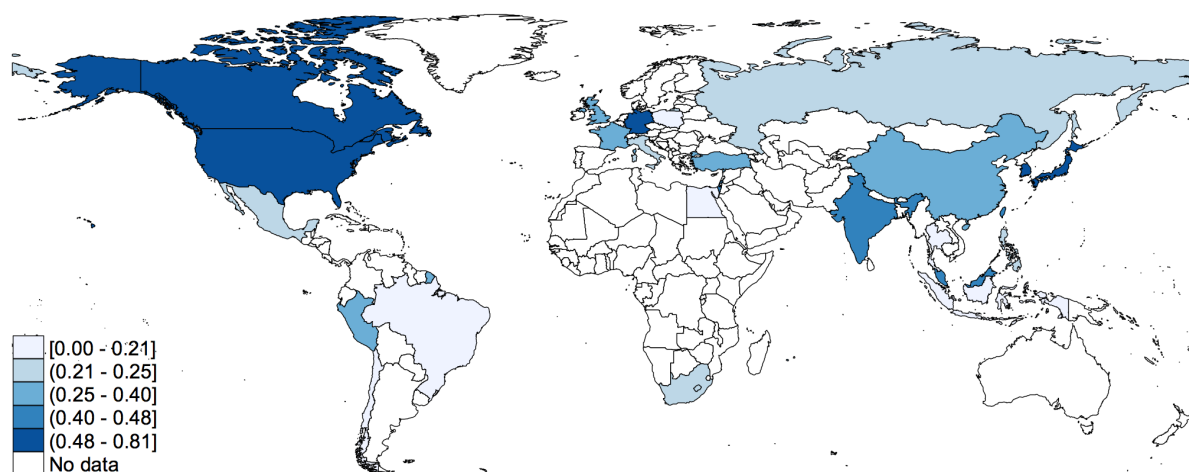 [0.00 - 0.21]
(0.21 - 0.25]
(0.25 - 0.40]
(0.40 - 0.48]
(0.48 - 0.81]
No data